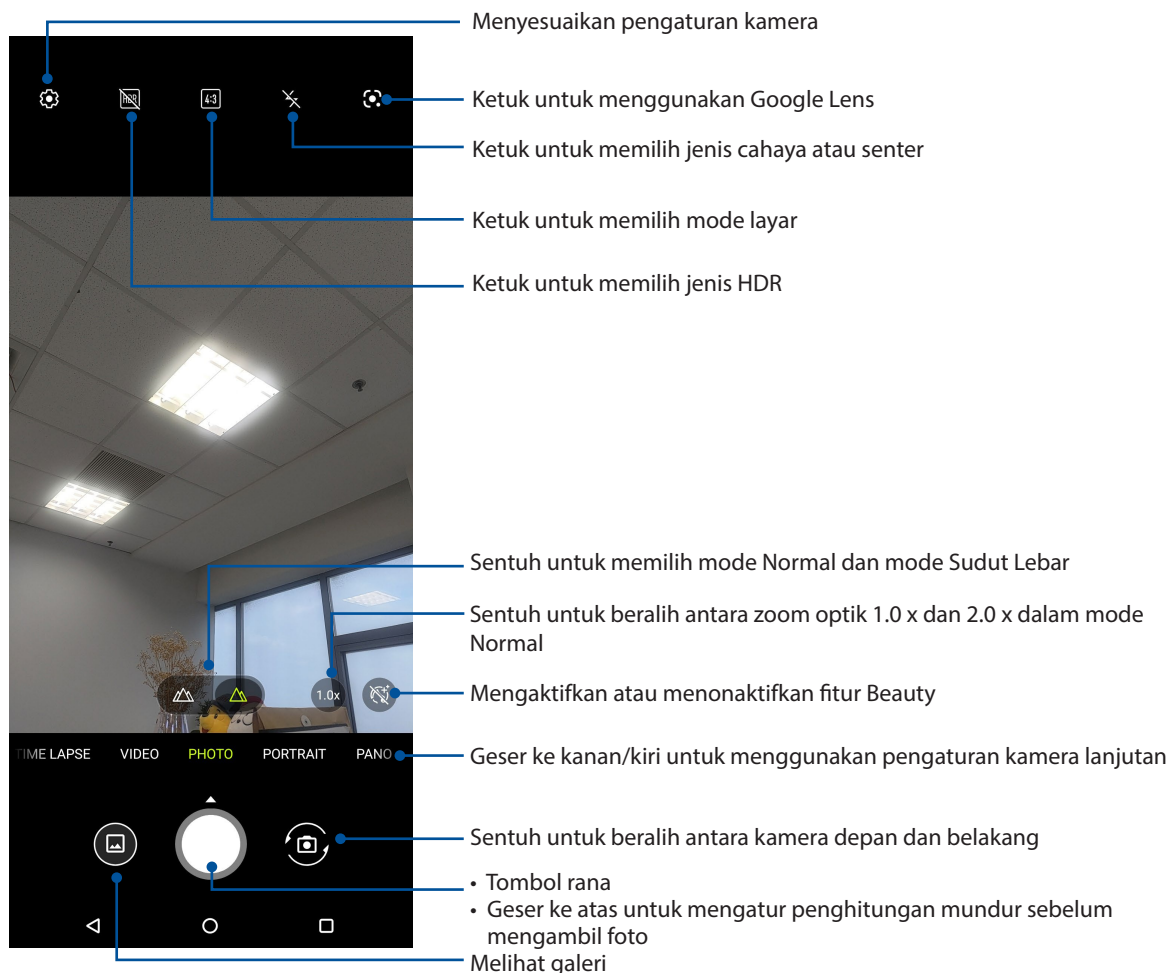 Menyesuaikan pengaturan kamera
HDR
4:3
Ketuk untuk menggunakan Google Lens
Ketuk untuk memilih jenis cahaya atau senter
Ketuk untuk memilih mode layar
Ketuk untuk memilih jenis HDR
Sentuh untuk memilih mode Normal dan mode Sudut Lebar
Sentuh untuk beralih antara zoom optik 1.0 x dan 2.0 x dalam mode
Normal
1.0x
Mengaktifkan atau menonaktifkan fitur Beauty
TIME LAPSE VIDEO PHOTO PORTRAIT PANO
Geser ke kanan/kiri untuk menggunakan pengaturan kamera lanjutan
Sentuh untuk beralih antara kamera depan dan belakang
• Tombol rana
• Geser ke atas untuk mengatur penghitungan mundur sebelum
mengambil foto
Melihat galeri